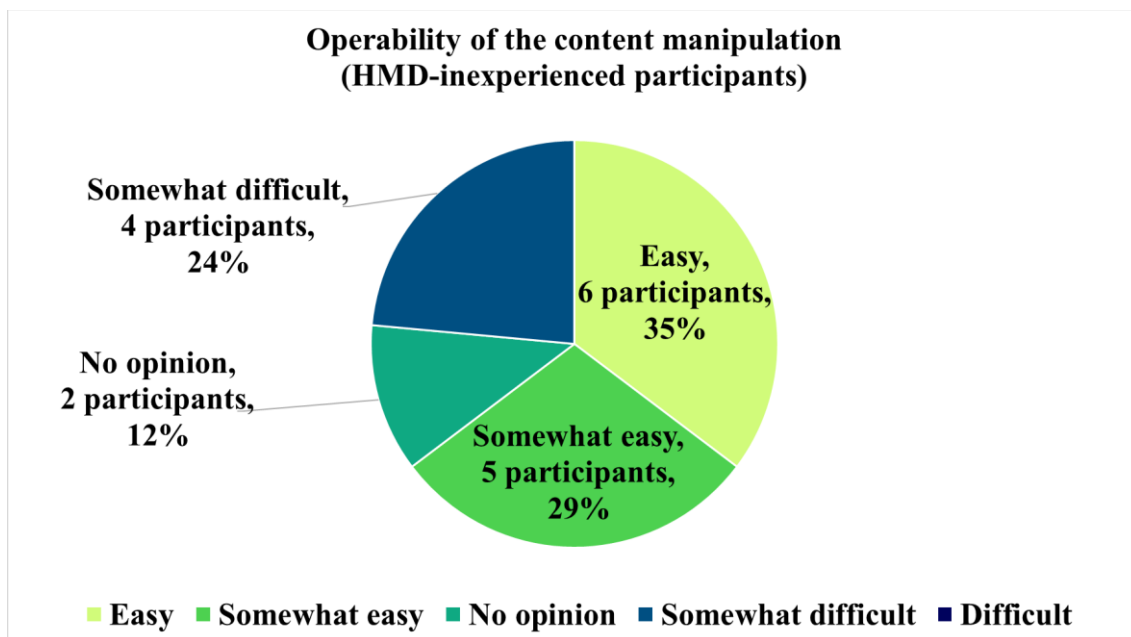 Operability of the content manipulation
(HMD-inexperienced participants)
Somewhat difficult,
4 participants,
24%
Easy,
6 participants,
35%
No opinion,
2 participants,
12%
Somewhat easy,
5 participants,
29%
Easy Somewhat easy No opinion Somewhat difficult Difficult